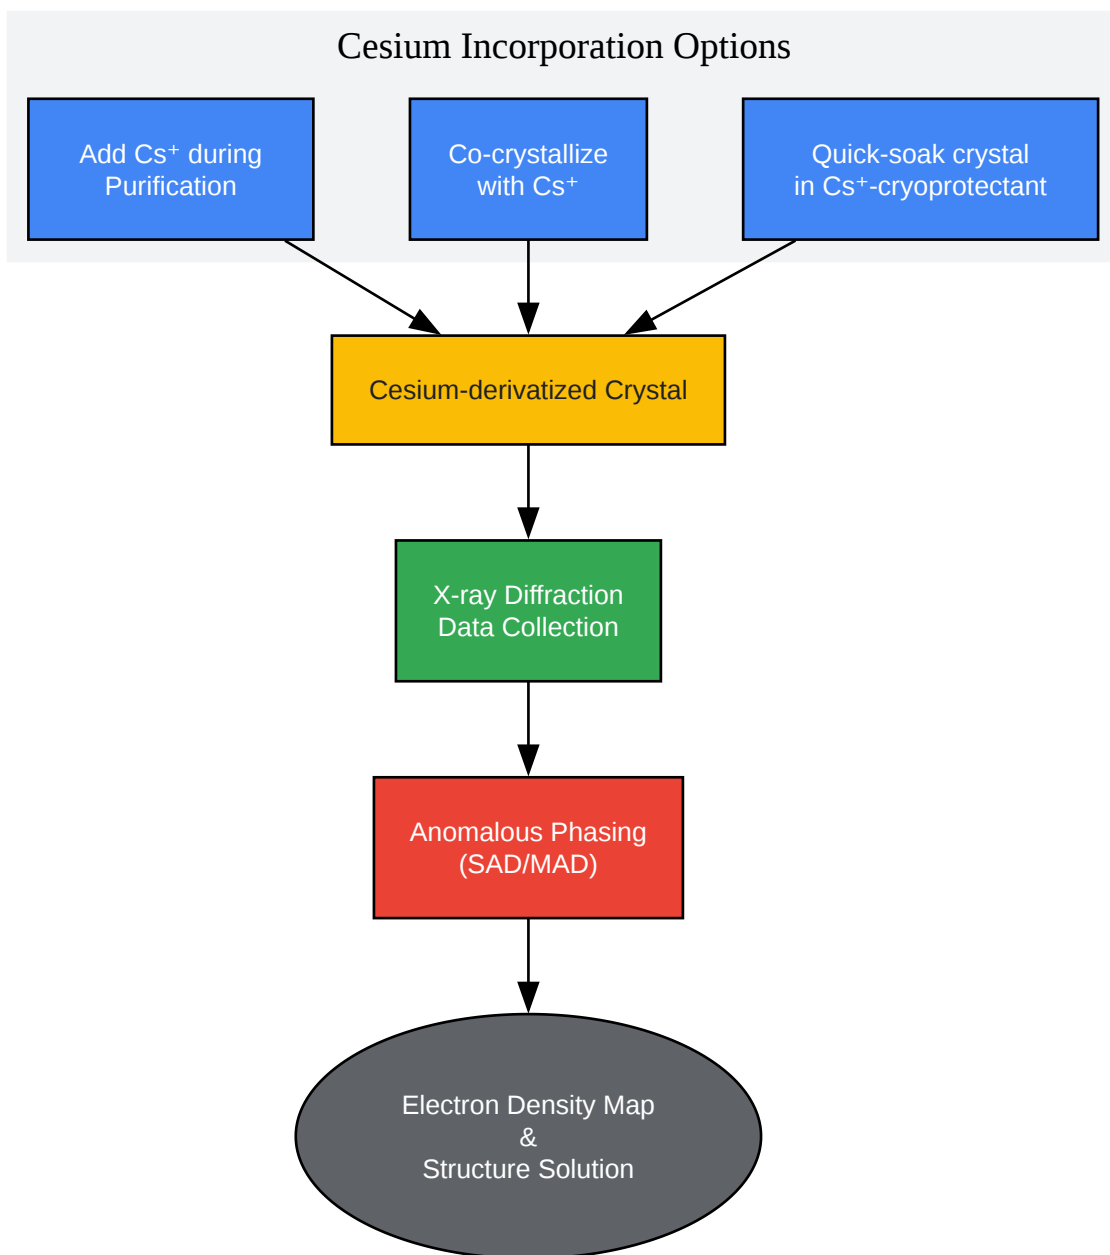 Cesium Incorporation Options
Add Cs⁺ during
Purification
Co-crystallize
with Cs⁺
Quick-soak crystal
in Cs⁺-cryoprotectant
Cesium-derivatized Crystal
X-ray Diffraction
Data Collection
Anomalous Phasing
(SAD/MAD)
Electron Density Map
&
Structure Solution